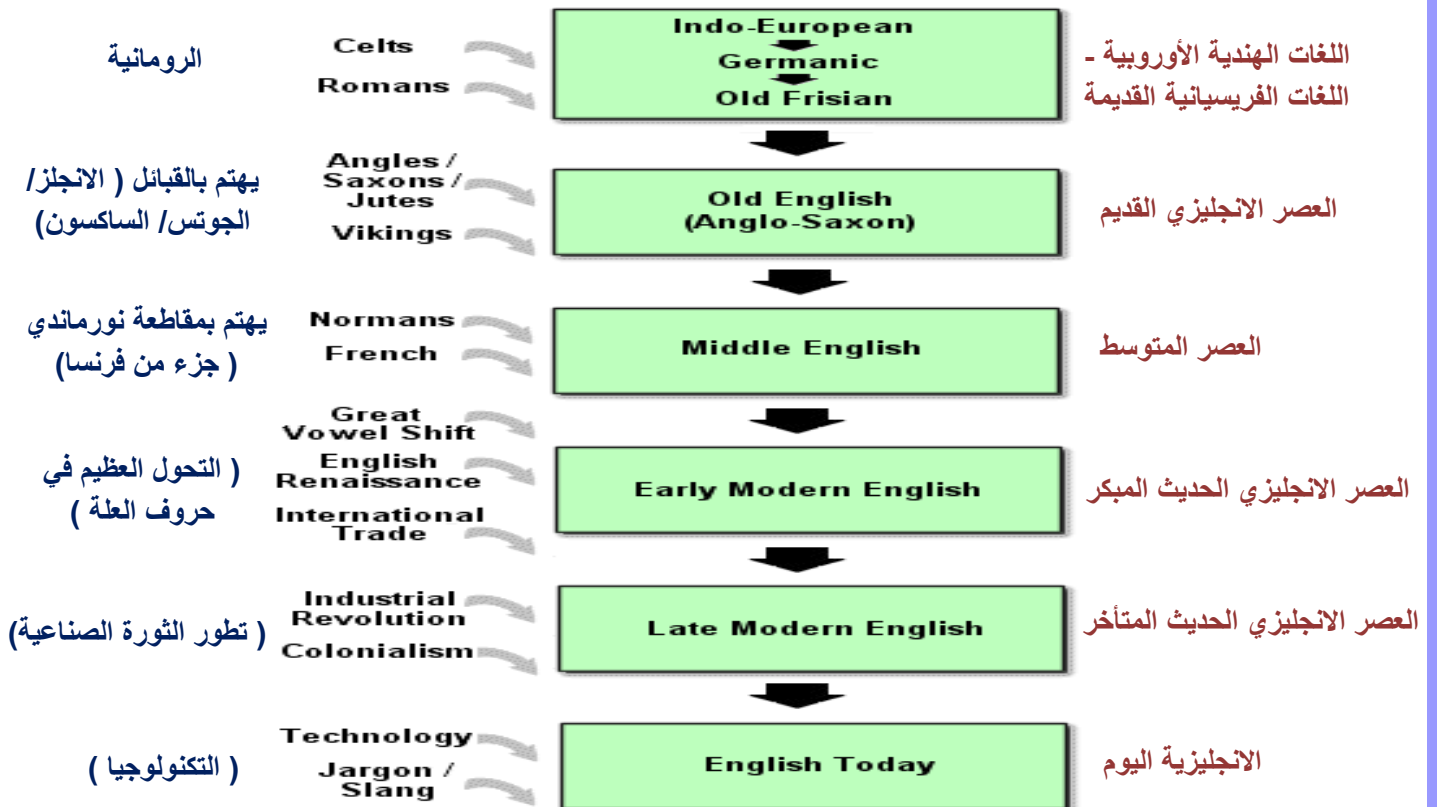 الرومانية
Celts
Romans
Indo-European
Germanic
Old Frisian
اللغات الهندية الأوروبية -
اللغات الفريسيانية القديمة
يهتم بالقبائل ( الانجلز/
الجوتس/ الساكسون)
Angles /
Saxons /
Jutes
Vikings
Old English
(Anglo-Saxon)
العصر الانجليزي القديم
يهتم بمقاطعة نورماندي
( جزء من فرنسا)
Normans
French
Middle English
العصر المتوسط
( التحول العظيم في
حروف العلة )
Great
Vowel Shift
English
Renaissance
International
Trade
Early Modern English
العصر الانجليزي الحديث المبكر
( تطور الثورة الصناعية)
Industrial
Revolution
Colonialism
Late Modern English
العصر الانجليزي الحديث المتأخر
( التكنولوجيا )
Technology
Jargon /
Slang
English Today
الانجليزية اليوم